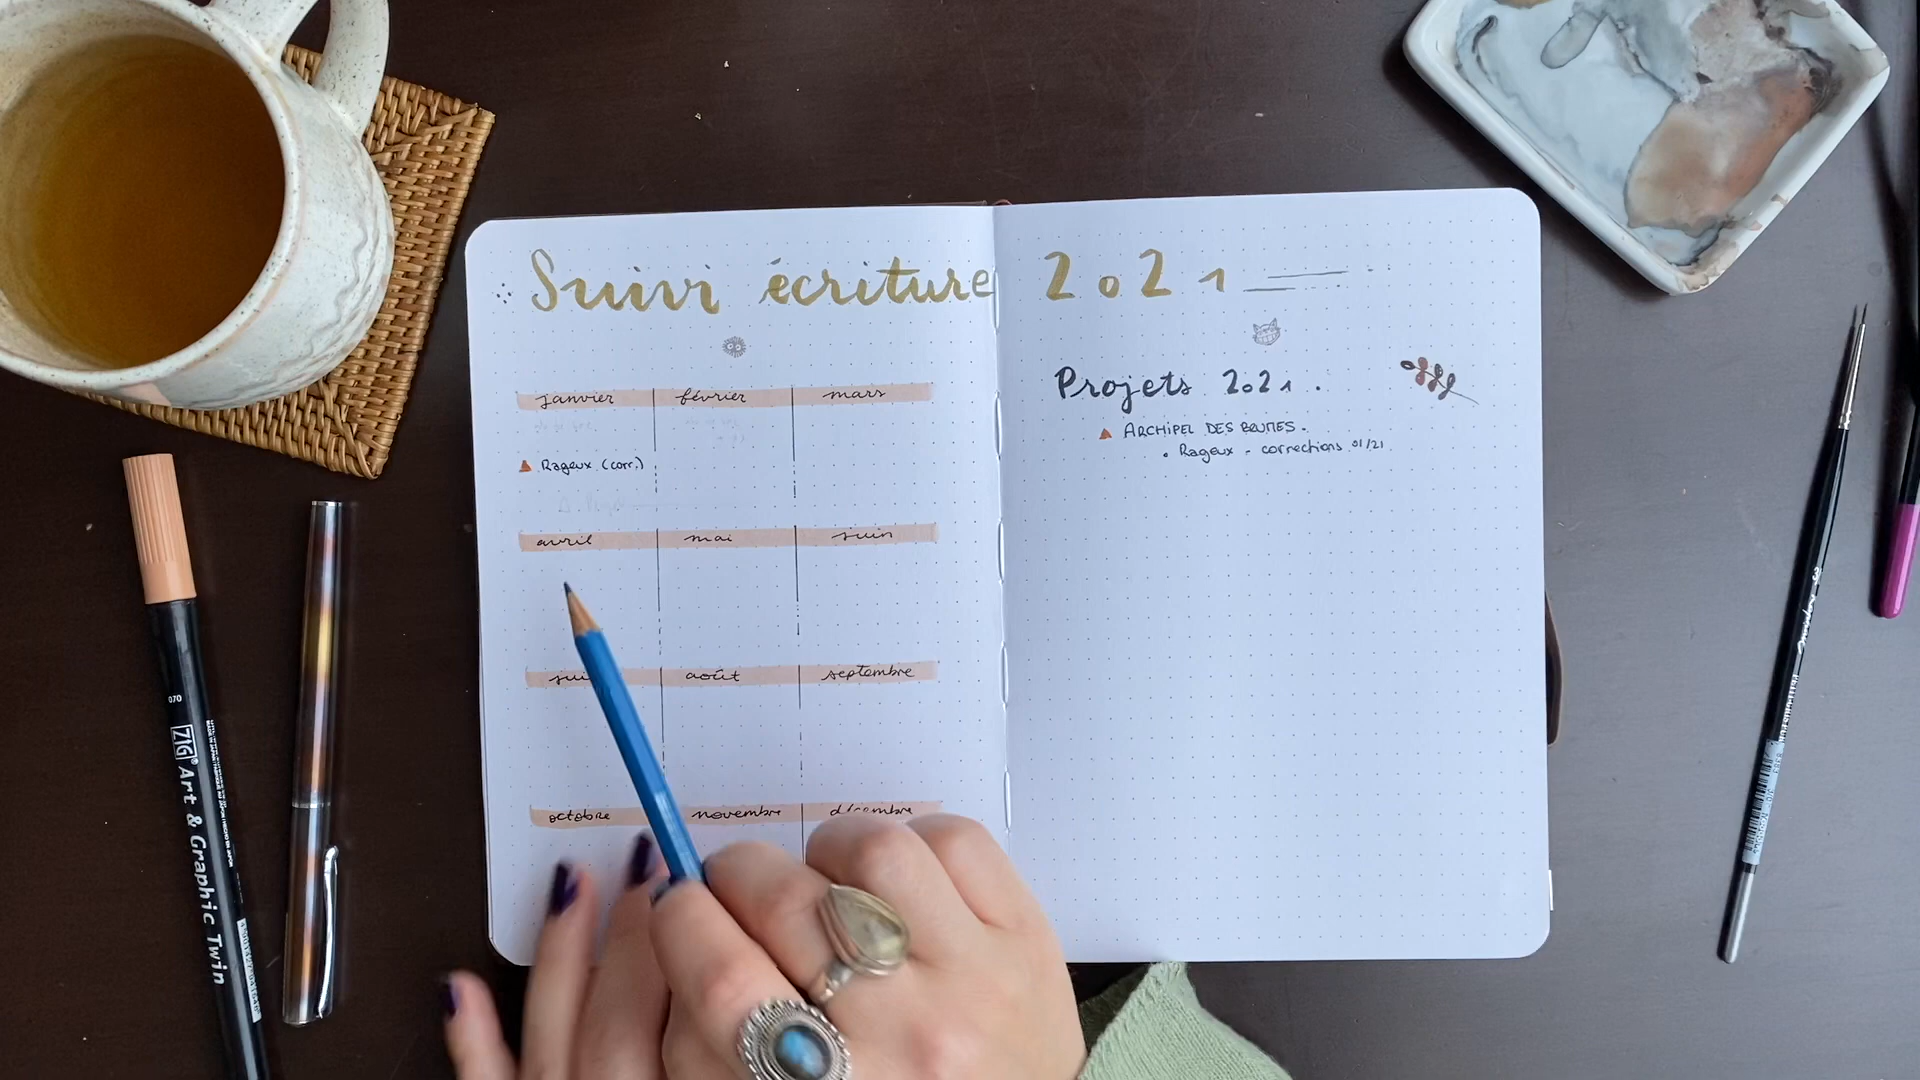 Suivi écriture 2021
janvier février mars
Rageux (corr.)
avril mai juin
août septembre
octobre novembre décembre
Projets 2021.
ARCHIPEL DES BRUMES.
• Rageux - corrections 01/21
070
ZIG® Art & Graphic Twin